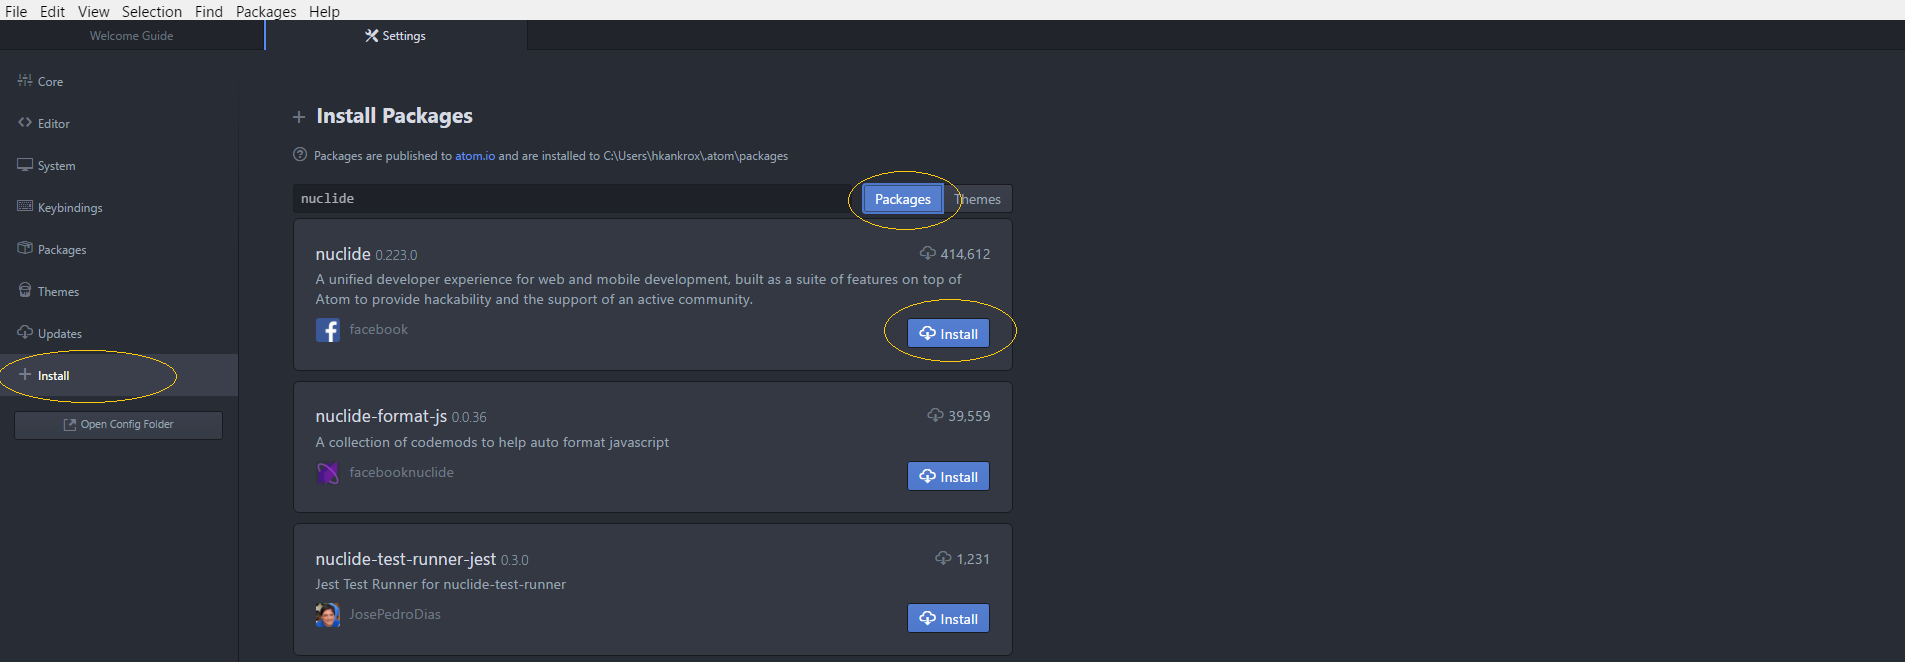 File Edit View Selection Find Packages Help
Welcome Guide
Settings
Core
Editor
System
Keybindings
Packages
Themes
Updates
Install
Open Config Folder
Install Packages
Packages are published to atom.io and are installed to C:\Users\hkankrox\.atom\packages
nuclide
Packages
Themes
nuclide 0.223.0
414,612
A unified developer experience for web and mobile development, built as a suite of features on top of
Atom to provide hackability and the support of an active community.
facebook
Install
nuclide-format-js 0.0.36
39,559
A collection of codemods to help auto format javascript
facebooknuclide
Install
nuclide-test-runner-jest 0.3.0
1,231
Jest Test Runner for nuclide-test-runner
JosePedroDias
Install